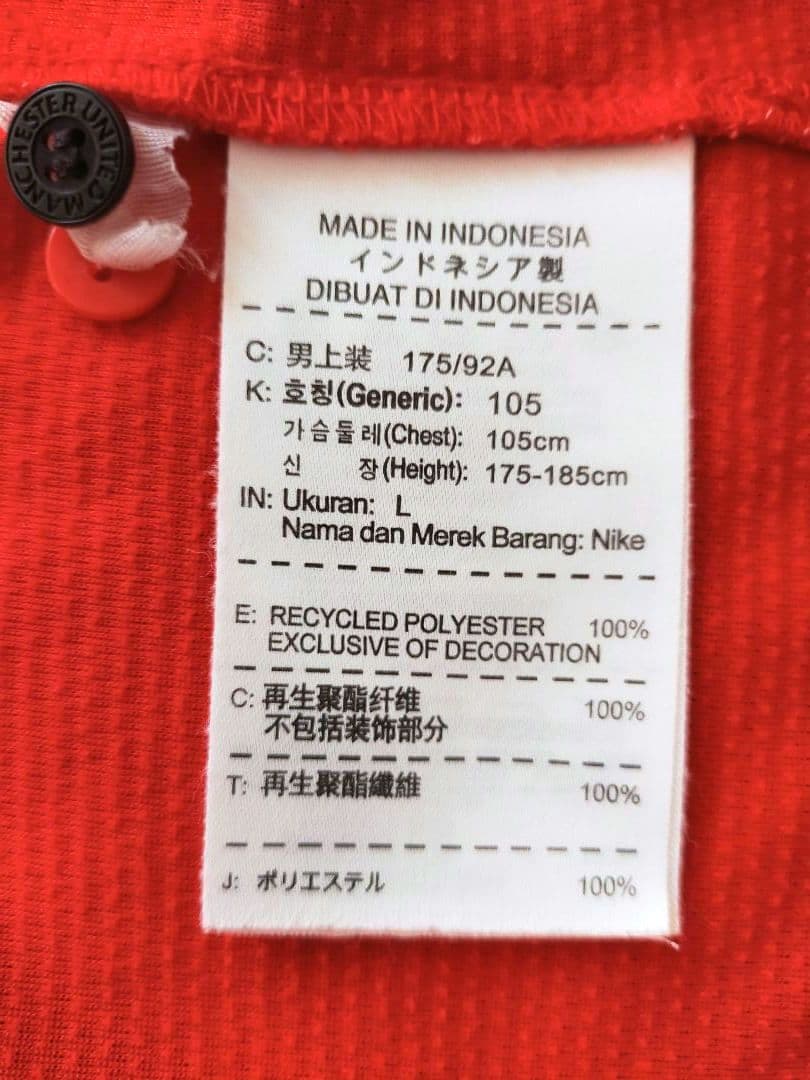 MANCHESTER UNITED
MADE IN INDONESIA
インドネシア製
DIBUAT DI INDONESIA
C: 男上装 175/92A
K: 호칭(Generic): 105
가슴둘레(Chest): 105cm
신 장(Height): 175-185cm
IN: Ukuran: L
Nama dan Merek Barang: Nike
E: RECYCLED POLYESTER 100%
EXCLUSIVE OF DECORATION
C: 再生聚酯纤维 100%
不包括装饰部分
T: 再生聚酯纖維 100%
J: ポリエステル 100%